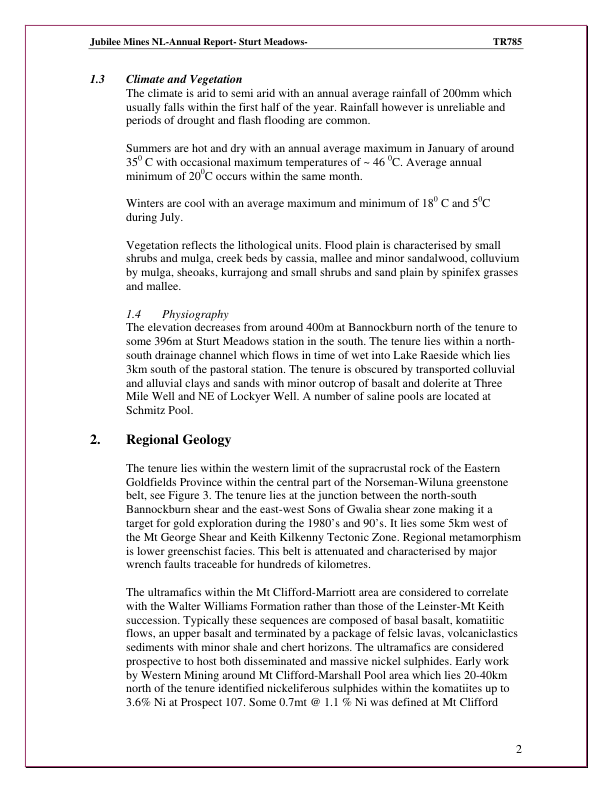 Jubilee Mines NL-Annual Report- Sturt Meadows- TR785
1.3 Climate and Vegetation
The climate is arid to semi arid with an annual average rainfall of 200mm which
usually falls within the first half of the year. Rainfall however is unreliable and
periods of drought and flash flooding are common.
Summers are hot and dry with an annual average maximum in January of around
35⁰ C with occasional maximum temperatures of ~ 46 ⁰C. Average annual
minimum of 20⁰C occurs within the same month.
Winters are cool with an average maximum and minimum of 18⁰ C and 5⁰C
during July.
Vegetation reflects the lithological units. Flood plain is characterised by small
shrubs and mulga, creek beds by cassia, mallee and minor sandalwood, colluvium
by mulga, sheoaks, kurrajong and small shrubs and sand plain by spinifex grasses
and mallee.
1.4 Physiography
The elevation decreases from around 400m at Bannockburn north of the tenure to
some 396m at Sturt Meadows station in the south. The tenure lies within a north-
south drainage channel which flows in time of wet into Lake Raeside which lies
3km south of the pastoral station. The tenure is obscured by transported colluvial
and alluvial clays and sands with minor outcrop of basalt and dolerite at Three
Mile Well and NE of Lockyer Well. A number of saline pools are located at
Schmitz Pool.
2. Regional Geology
The tenure lies within the western limit of the supracrustal rock of the Eastern
Goldfields Province within the central part of the Norseman-Wiluna greenstone
belt, see Figure 3. The tenure lies at the junction between the north-south
Bannockburn shear and the east-west Sons of Gwalia shear zone making it a
target for gold exploration during the 1980's and 90's. It lies some 5km west of
the Mt George Shear and Keith Kilkenny Tectonic Zone. Regional metamorphism
is lower greenschist facies. This belt is attenuated and characterised by major
wrench faults traceable for hundreds of kilometres.
The ultramafics within the Mt Clifford-Marriott area are considered to correlate
with the Walter Williams Formation rather than those of the Leinster-Mt Keith
succession. Typically these sequences are composed of basal basalt, komatiitic
flows, an upper basalt and terminated by a package of felsic lavas, volcaniclastics
sediments with minor shale and chert horizons. The ultramafics are considered
prospective to host both disseminated and massive nickel sulphides. Early work
by Western Mining around Mt Clifford-Marshall Pool area which lies 20-40km
north of the tenure identified nickeliferous sulphides within the komatiites up to
3.6% Ni at Prospect 107. Some 0.7mt @ 1.1 % Ni was defined at Mt Clifford
2